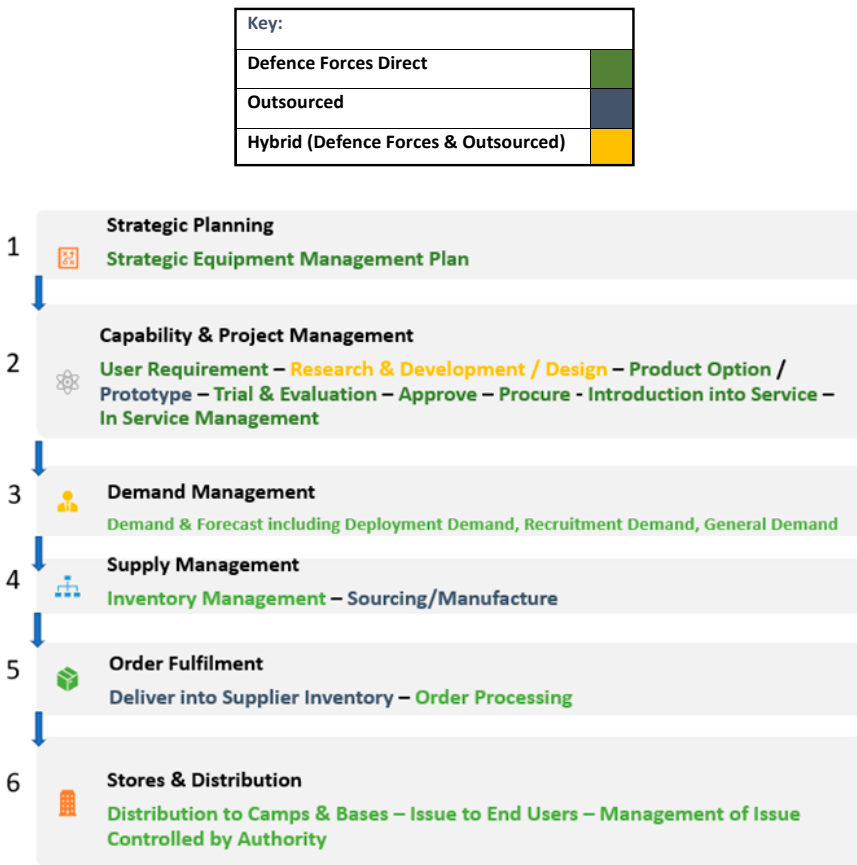 Key:
Defence Forces Direct
Outsourced
Hybrid (Defence Forces & Outsourced)
1
Strategic Planning
Strategic Equipment Management Plan
2
Capability & Project Management
User Requirement – Research & Development / Design – Product Option /
Prototype – Trial & Evaluation – Approve – Procure - Introduction into Service –
In Service Management
3
Demand Management
Demand & Forecast including Deployment Demand, Recruitment Demand, General Demand
4
Supply Management
Inventory Management – Sourcing/Manufacture
5
Order Fulfilment
Deliver into Supplier Inventory – Order Processing
6
Stores & Distribution
Distribution to Camps & Bases – Issue to End Users – Management of Issue
Controlled by Authority